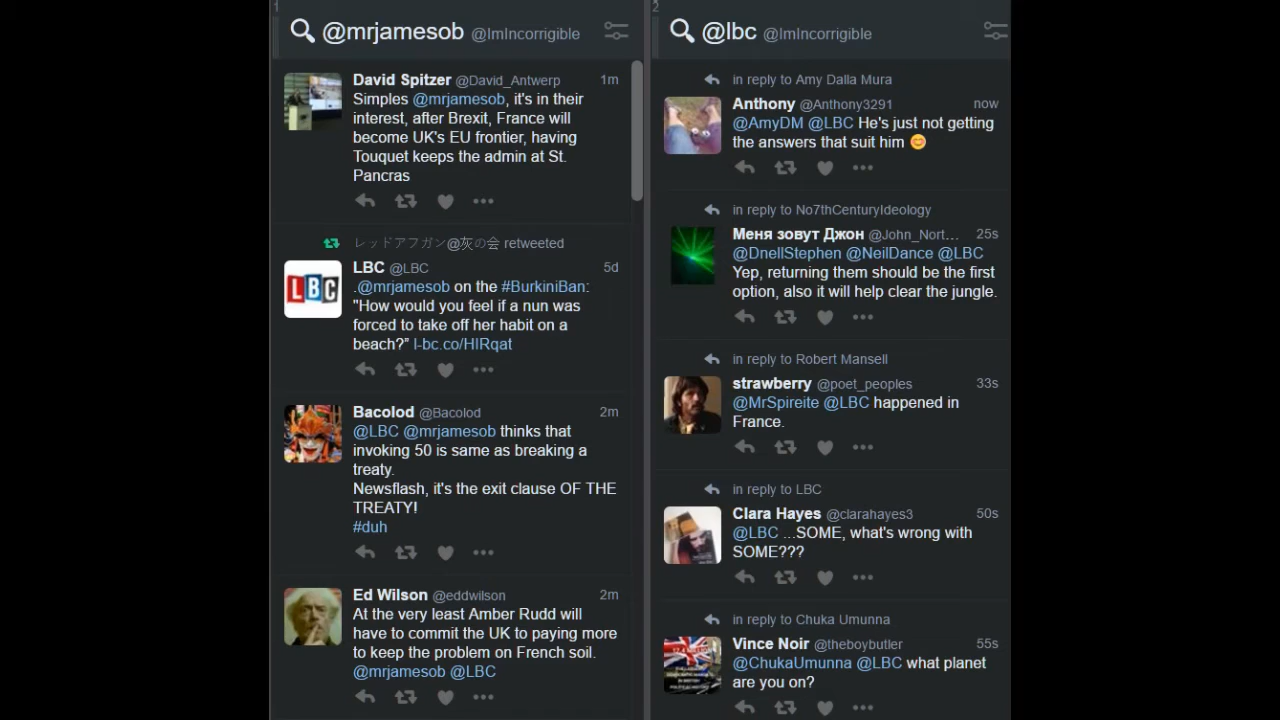 1
@mrjamesob @ImIncorrigible
David Spitzer @David_Antwerp 1m
Simples @mrjamesob, it's in their
interest, after Brexit, France will
become UK's EU frontier, having
Touquet keeps the admin at St.
Pancras
レッドアフガン@灰の会 retweeted
LBC @LBC 5d
LBC
.@mrjamesob on the #BurkiniBan:
"How would you feel if a nun was
forced to take off her habit on a
beach?” l-bc.co/HIRqat
Bacolod @Bacolod 2m
@LBC @mrjamesob thinks that
invoking 50 is same as breaking a
treaty.
Newsflash, it's the exit clause OF THE
TREATY!
#duh
Ed Wilson @eddwilson 2m
At the very least Amber Rudd will
have to commit the UK to paying more
to keep the problem on French soil.
@mrjamesob @LBC
2
@lbc @ImIncorrigible
in reply to Amy Dalla Mura
Anthony @Anthony3291 now
@AmyDM @LBC He's just not getting
the answers that suit him 😊
in reply to No7thCenturyIdeology
Меня зовут Джон @John_Nort... 25s
@DnellStephen @NeilDance @LBC
Yep, returning them should be the first
option, also it will help clear the jungle.
in reply to Robert Mansell
strawberry @poet_peoples 33s
@MrSpireite @LBC happened in
France.
in reply to LBC
Clara Hayes @clarahayes3 50s
@LBC ...SOME, what's wrong with
SOME???
in reply to Chuka Umunna
Vince Noir @theboybutler 55s
@ChukaUmunna @LBC what planet
are you on?